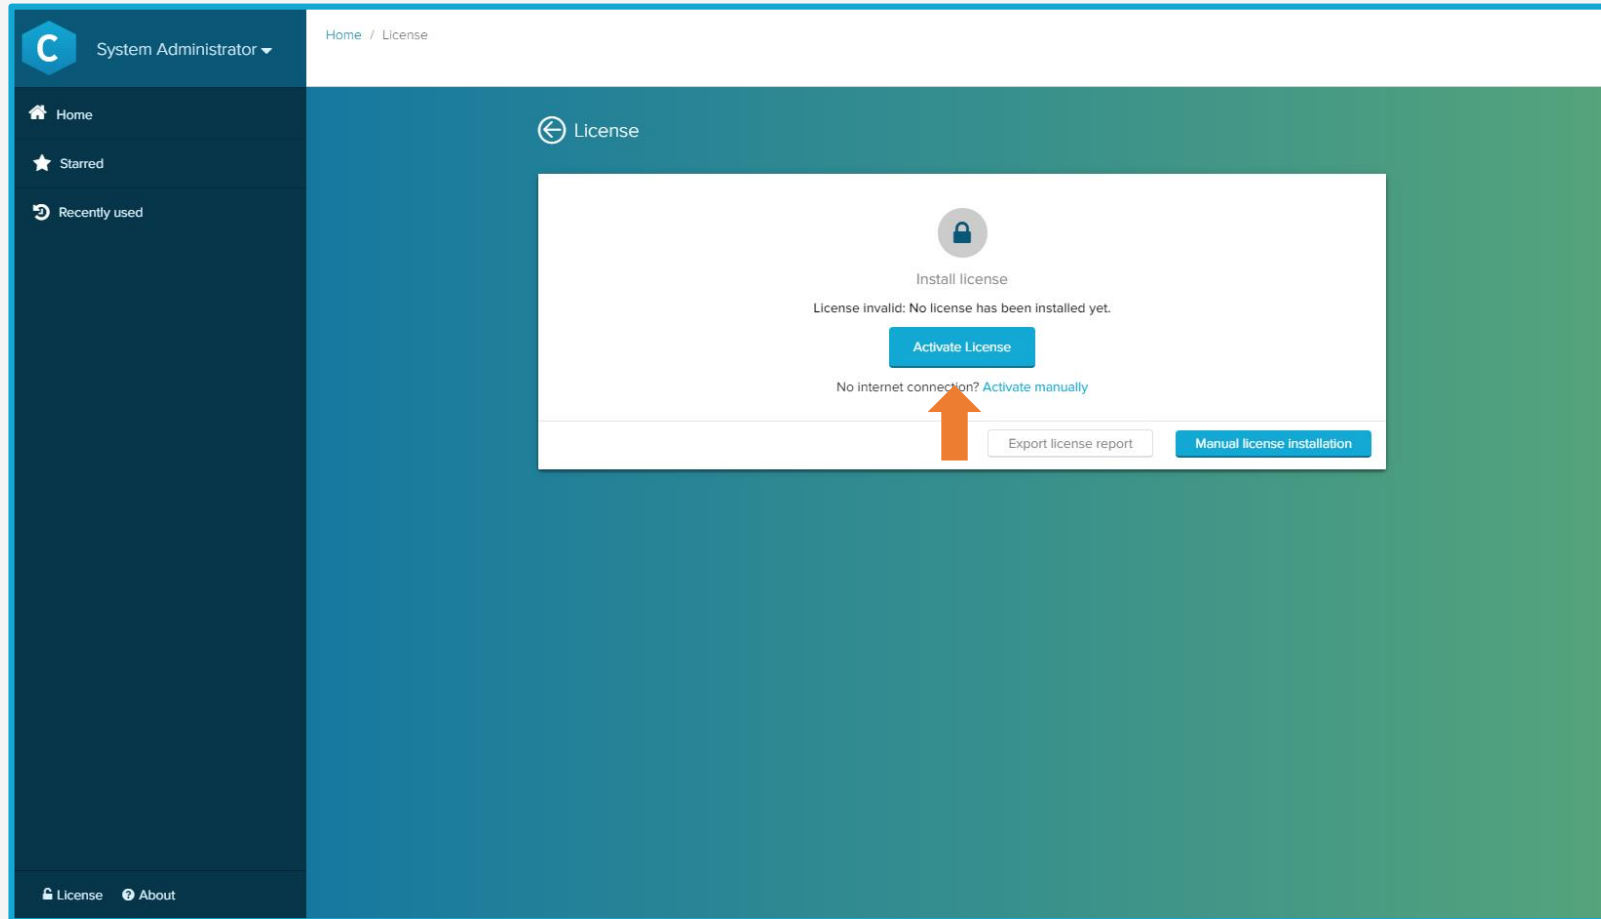 C
System Administrator
Home / License
Home
Starred
Recently used
License
Install license
License invalid: No license has been installed yet.
Activate License
No internet connection? Activate manually
Export license report
Manual license installation
License
About